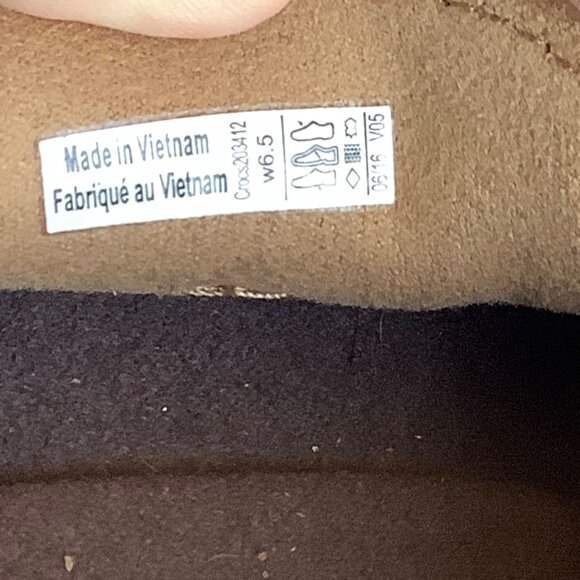 Made in Vietnam
Fabriqué au Vietnam
Crocs203412
w6.5
06/16 V05